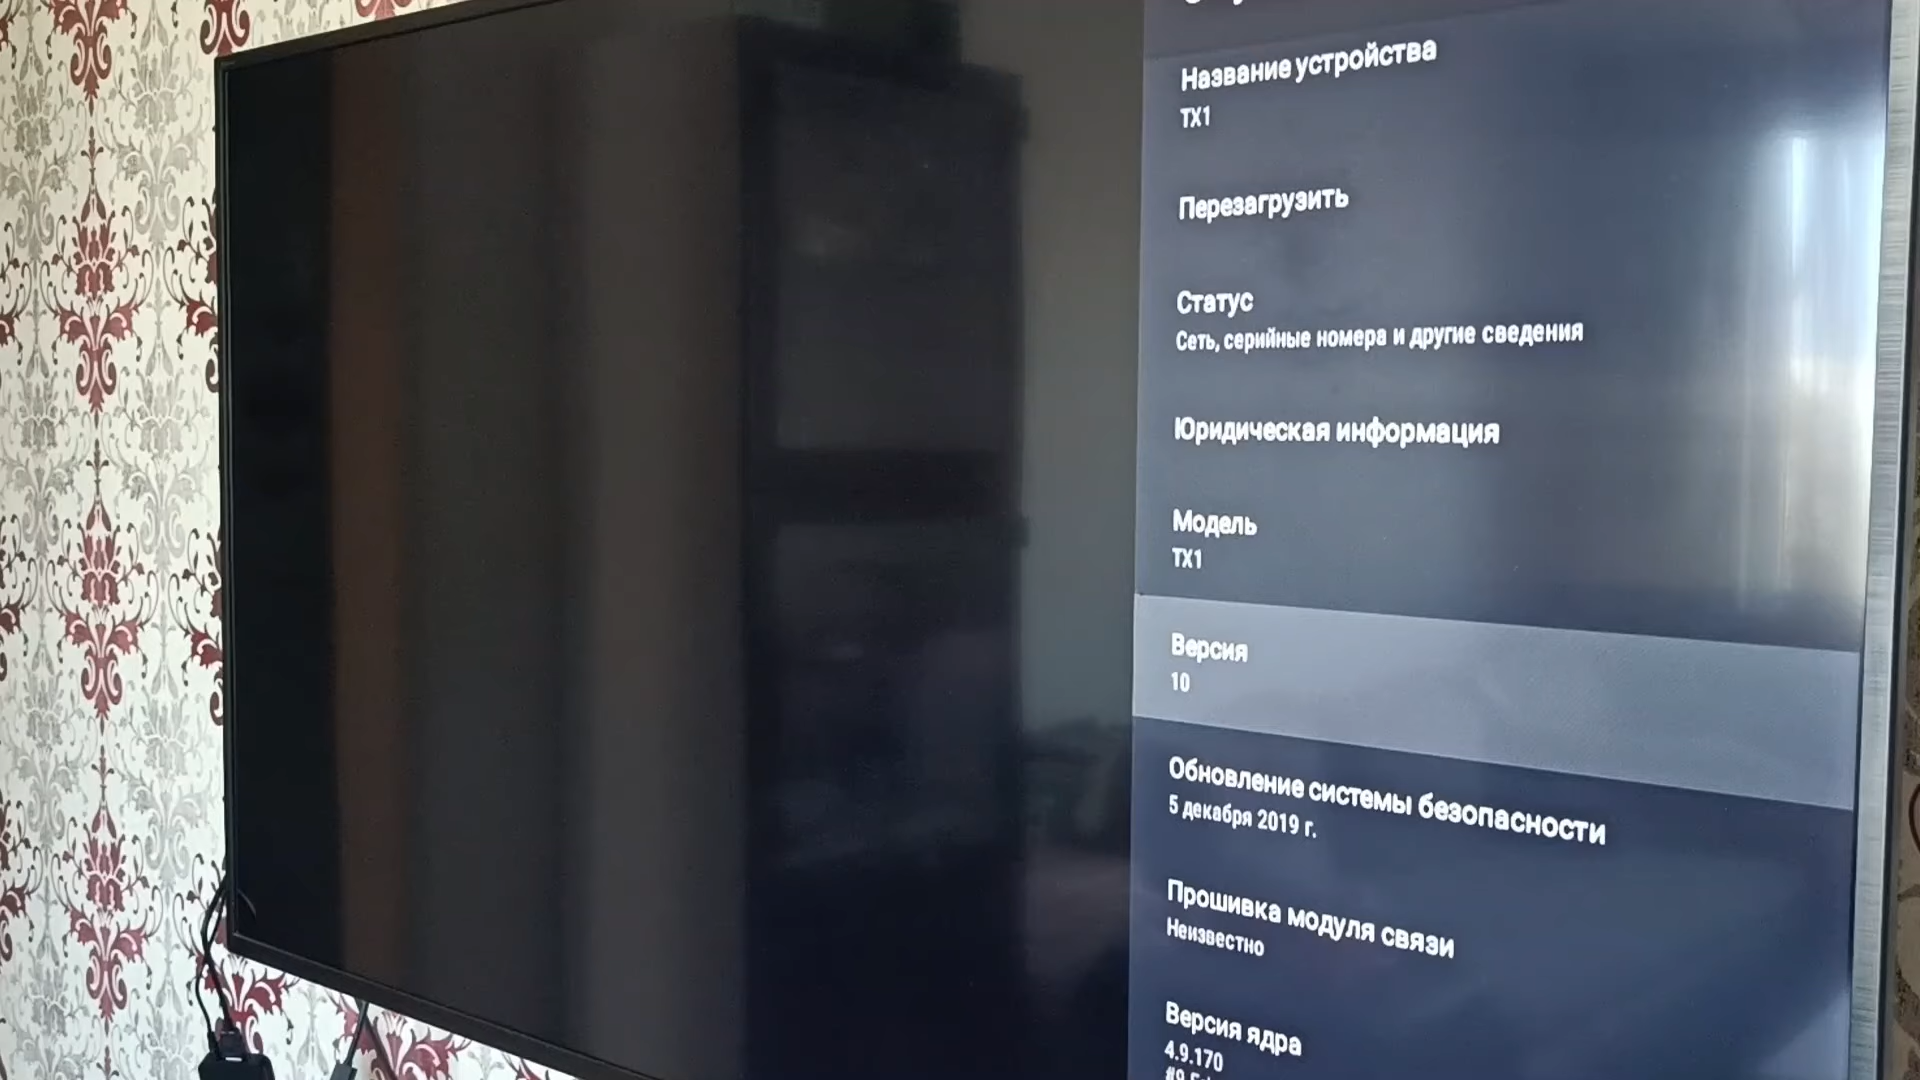 Название устройства
TX1
Перезагрузить
Статус
Сеть, серийные номера и другие сведения
Юридическая информация
Модель
TX1
Версия
10
Обновление системы безопасности
5 декабря 2019 г.
Прошивка модуля связи
Неизвестно
Версия ядра
4.9.170